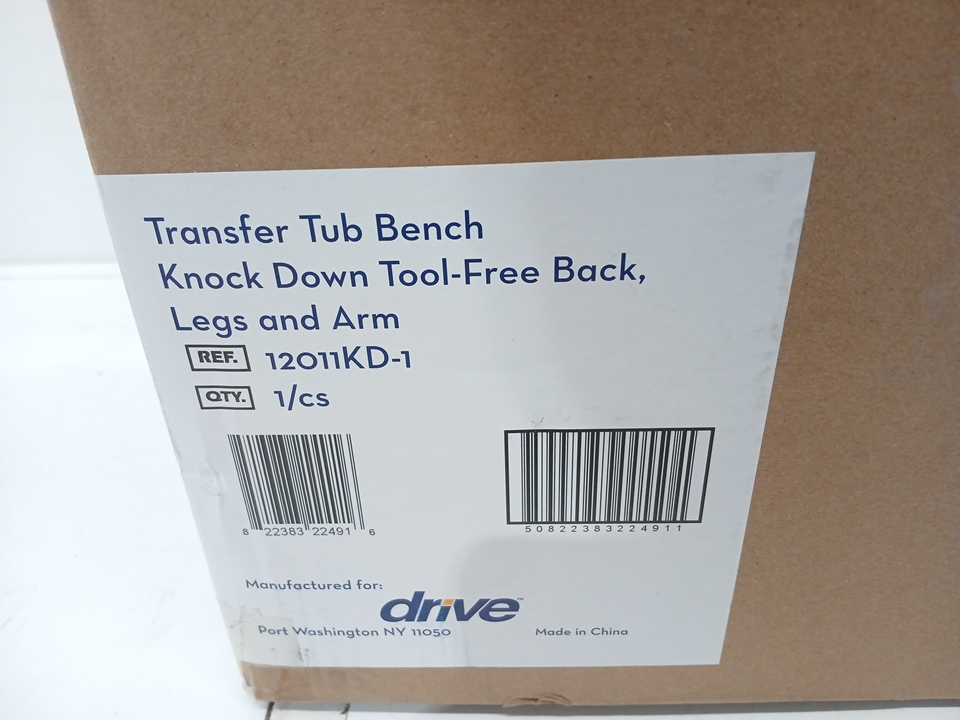 Transfer Tub Bench
Knock Down Tool-Free Back,
Legs and Arm
REF. 12011KD-1
QTY. 1/cs
8 22383 22491 6
50822383224911
Manufactured for:
drive™
Port Washington NY 11050
Made in China